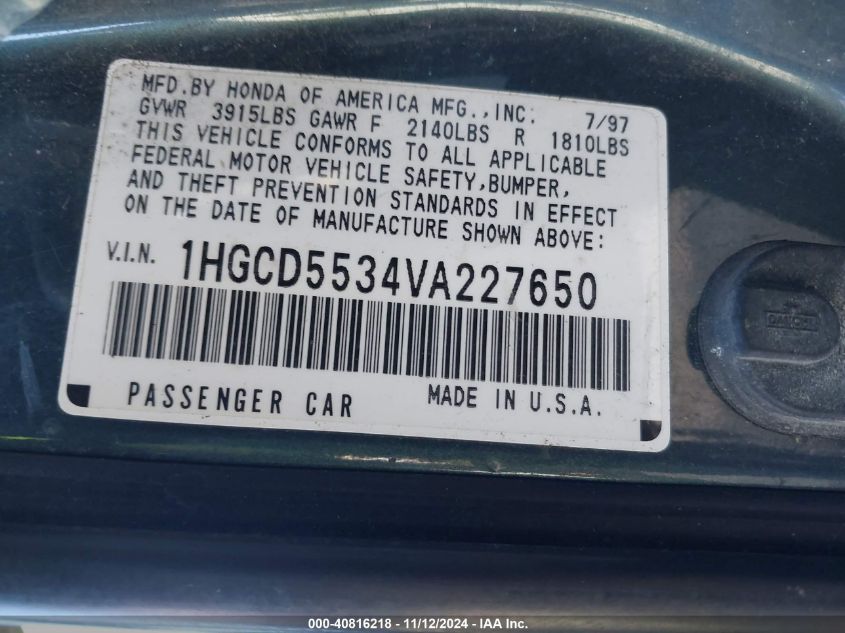 MFD.BY HONDA OF AMERICA MFG.,INC. 7/97
GVWR 3915LBS GAWR F 2140LBS R 1810LBS
THIS VEHICLE CONFORMS TO ALL APPLICABLE
FEDERAL MOTOR VEHICLE SAFETY,BUMPER,
AND THEFT PREVENTION STANDARDS IN EFFECT
ON THE DATE OF MANUFACTURE SHOWN ABOVE:
V.I.N. 1HGCD5534VA227650
PASSENGER CAR MADE IN U.S.A.
000-40816218 - 11/12/2024 - IAA Inc.